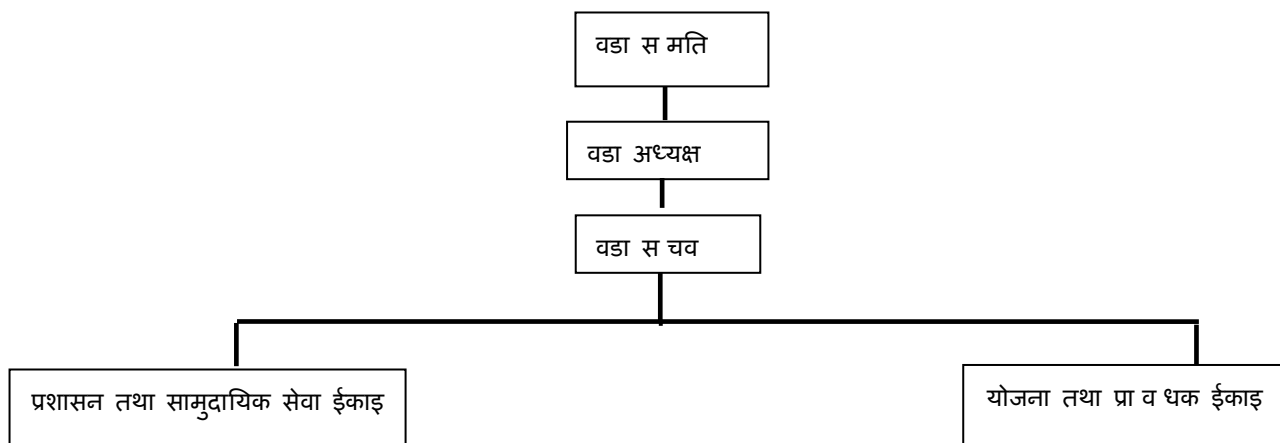 वडा स मति
वडा अध्यक्ष
वडा स चव
प्रशासन तथा सामुदायिक सेवा ईकाइ
योजना तथा प्रा व धक ईकाइ